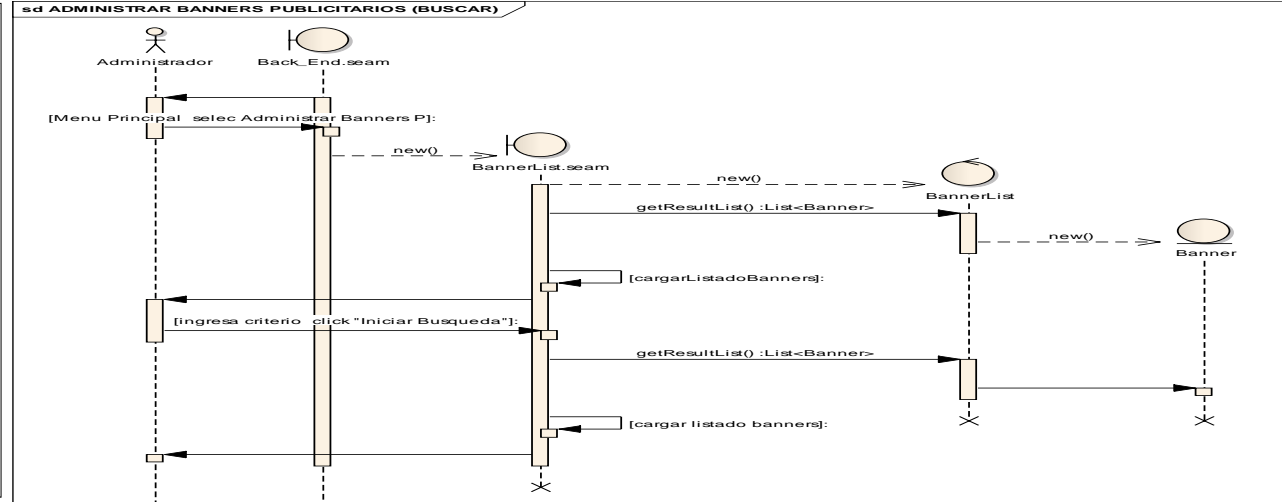 sd ADMINISTRAR BANNERS PUBLICITARIOS (BUSCAR)
Administrador
Back_End.seam
[Menu Principal  selec Administrar Banners P]:
new()
BannerList.seam
new()
BannerList
getResultList() :List<Banner>
new()
Banner
[cargarListadoBanners]:
[ingresa criterio  click "Iniciar Busqueda"]:
getResultList() :List<Banner>
[cargar listado banners]: